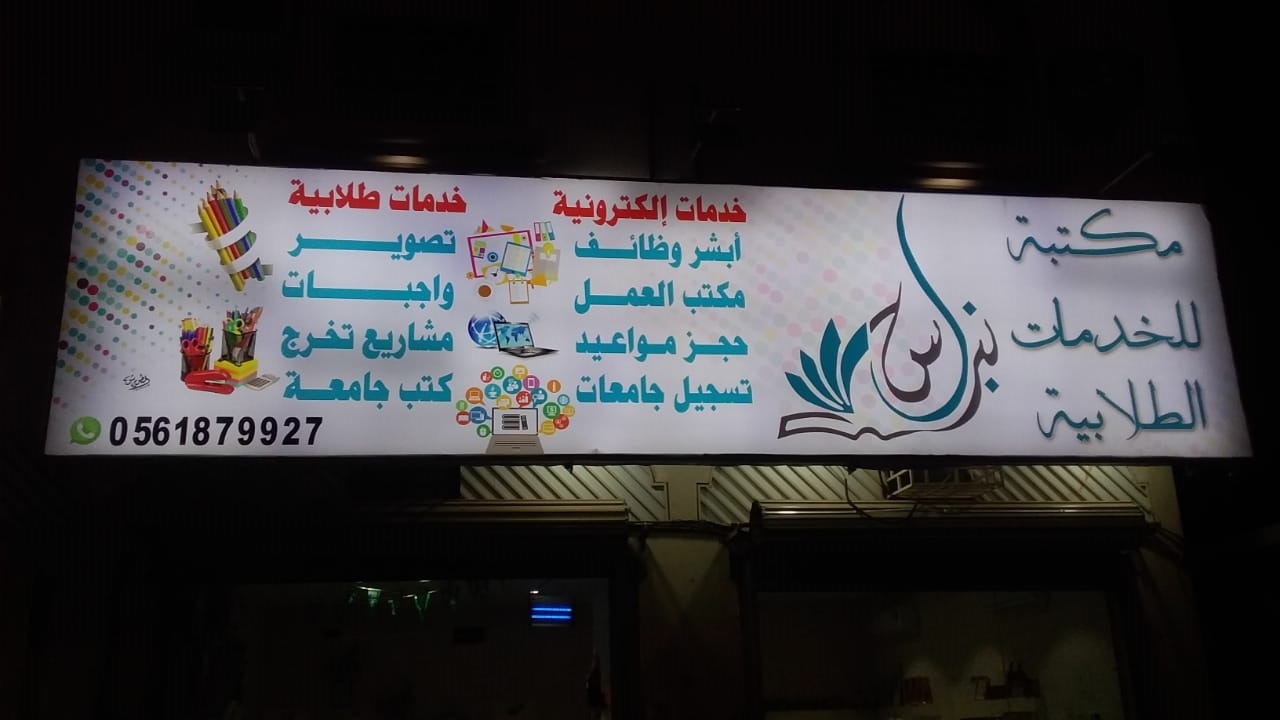 مكتبة
نبراس
للخدمات
الطلابية
خدمات إلكترونية
أبشر وظائف
مكتب العمل
حجز مواعيد
تسجيل جامعات
خدمات طلابية
تصوير
واجبات
مشاريع تخرج
كتب جامعة
0561879927